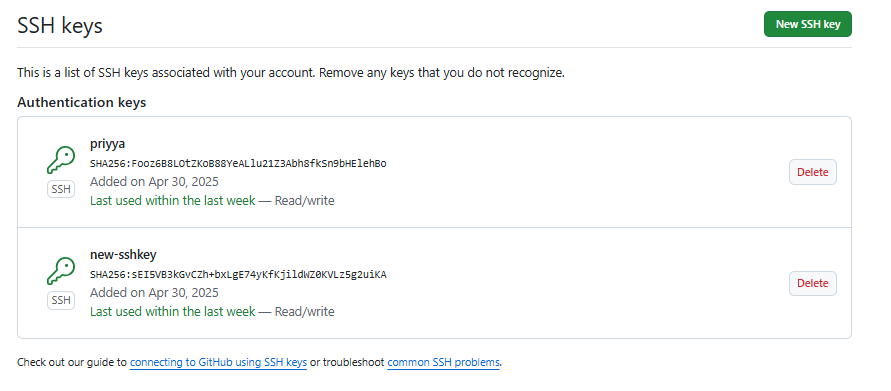 SSH keys
New SSH key
This is a list of SSH keys associated with your account. Remove any keys that you do not recognize.
Authentication keys
priyya
SHA256:Fooz6B8LOtZKoB88YeALlu21Z3Abh8fkSn9bHElehBo
Added on Apr 30, 2025
Last used within the last week — Read/write
SSH
Delete
new-sshkey
SHA256:sEI5VB3kGvCZh+bxLgE74yKfKjildWZ0KVLz5g2uiKA
Added on Apr 30, 2025
Last used within the last week — Read/write
SSH
Delete
Check out our guide to connecting to GitHub using SSH keys or troubleshoot common SSH problems.